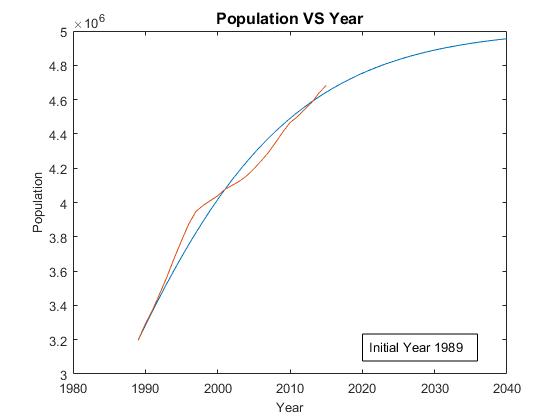 Population VS Year
×10^6
5
4.8
4.6
4.4
4.2
4
3.8
3.6
3.4
3.2
3
Population
Initial Year 1989
1980 1990 2000 2010 2020 2030 2040
Year